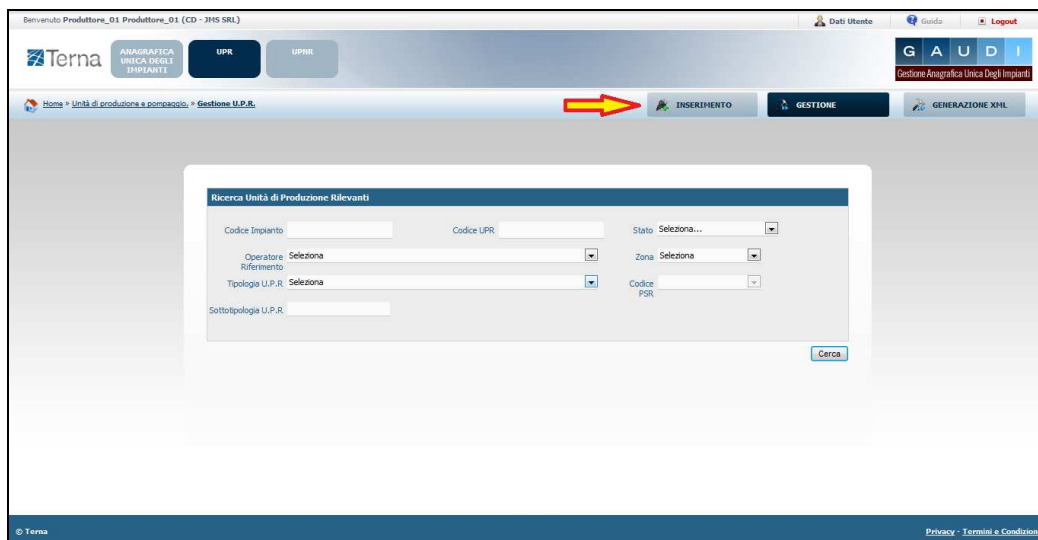 Benvenuto Produttore_01 Produttore_01 (CD - JMS SRL) Dati Utente Guida Logout
Terna ANAGRAFICA UNICA DEGLI IMPIANTI UPR UPNR GAUDI
Gestione Anagrafica Unica Degli Impianti
Home » Unità di produzione e pompaggio. » Gestione U.P.R. INSERIMENTO GESTIONE GENERAZIONE XML
Ricerca Unità di Produzione Rilevanti
Codice Impianto Codice UPR Stato Seleziona...
Operatore Riferimento Seleziona Zona Seleziona
Tipologia U.P.R Seleziona Codice PSR
Sottotipologia U.P.R.
Cerca
© Terna Privacy - Termini e Condizion